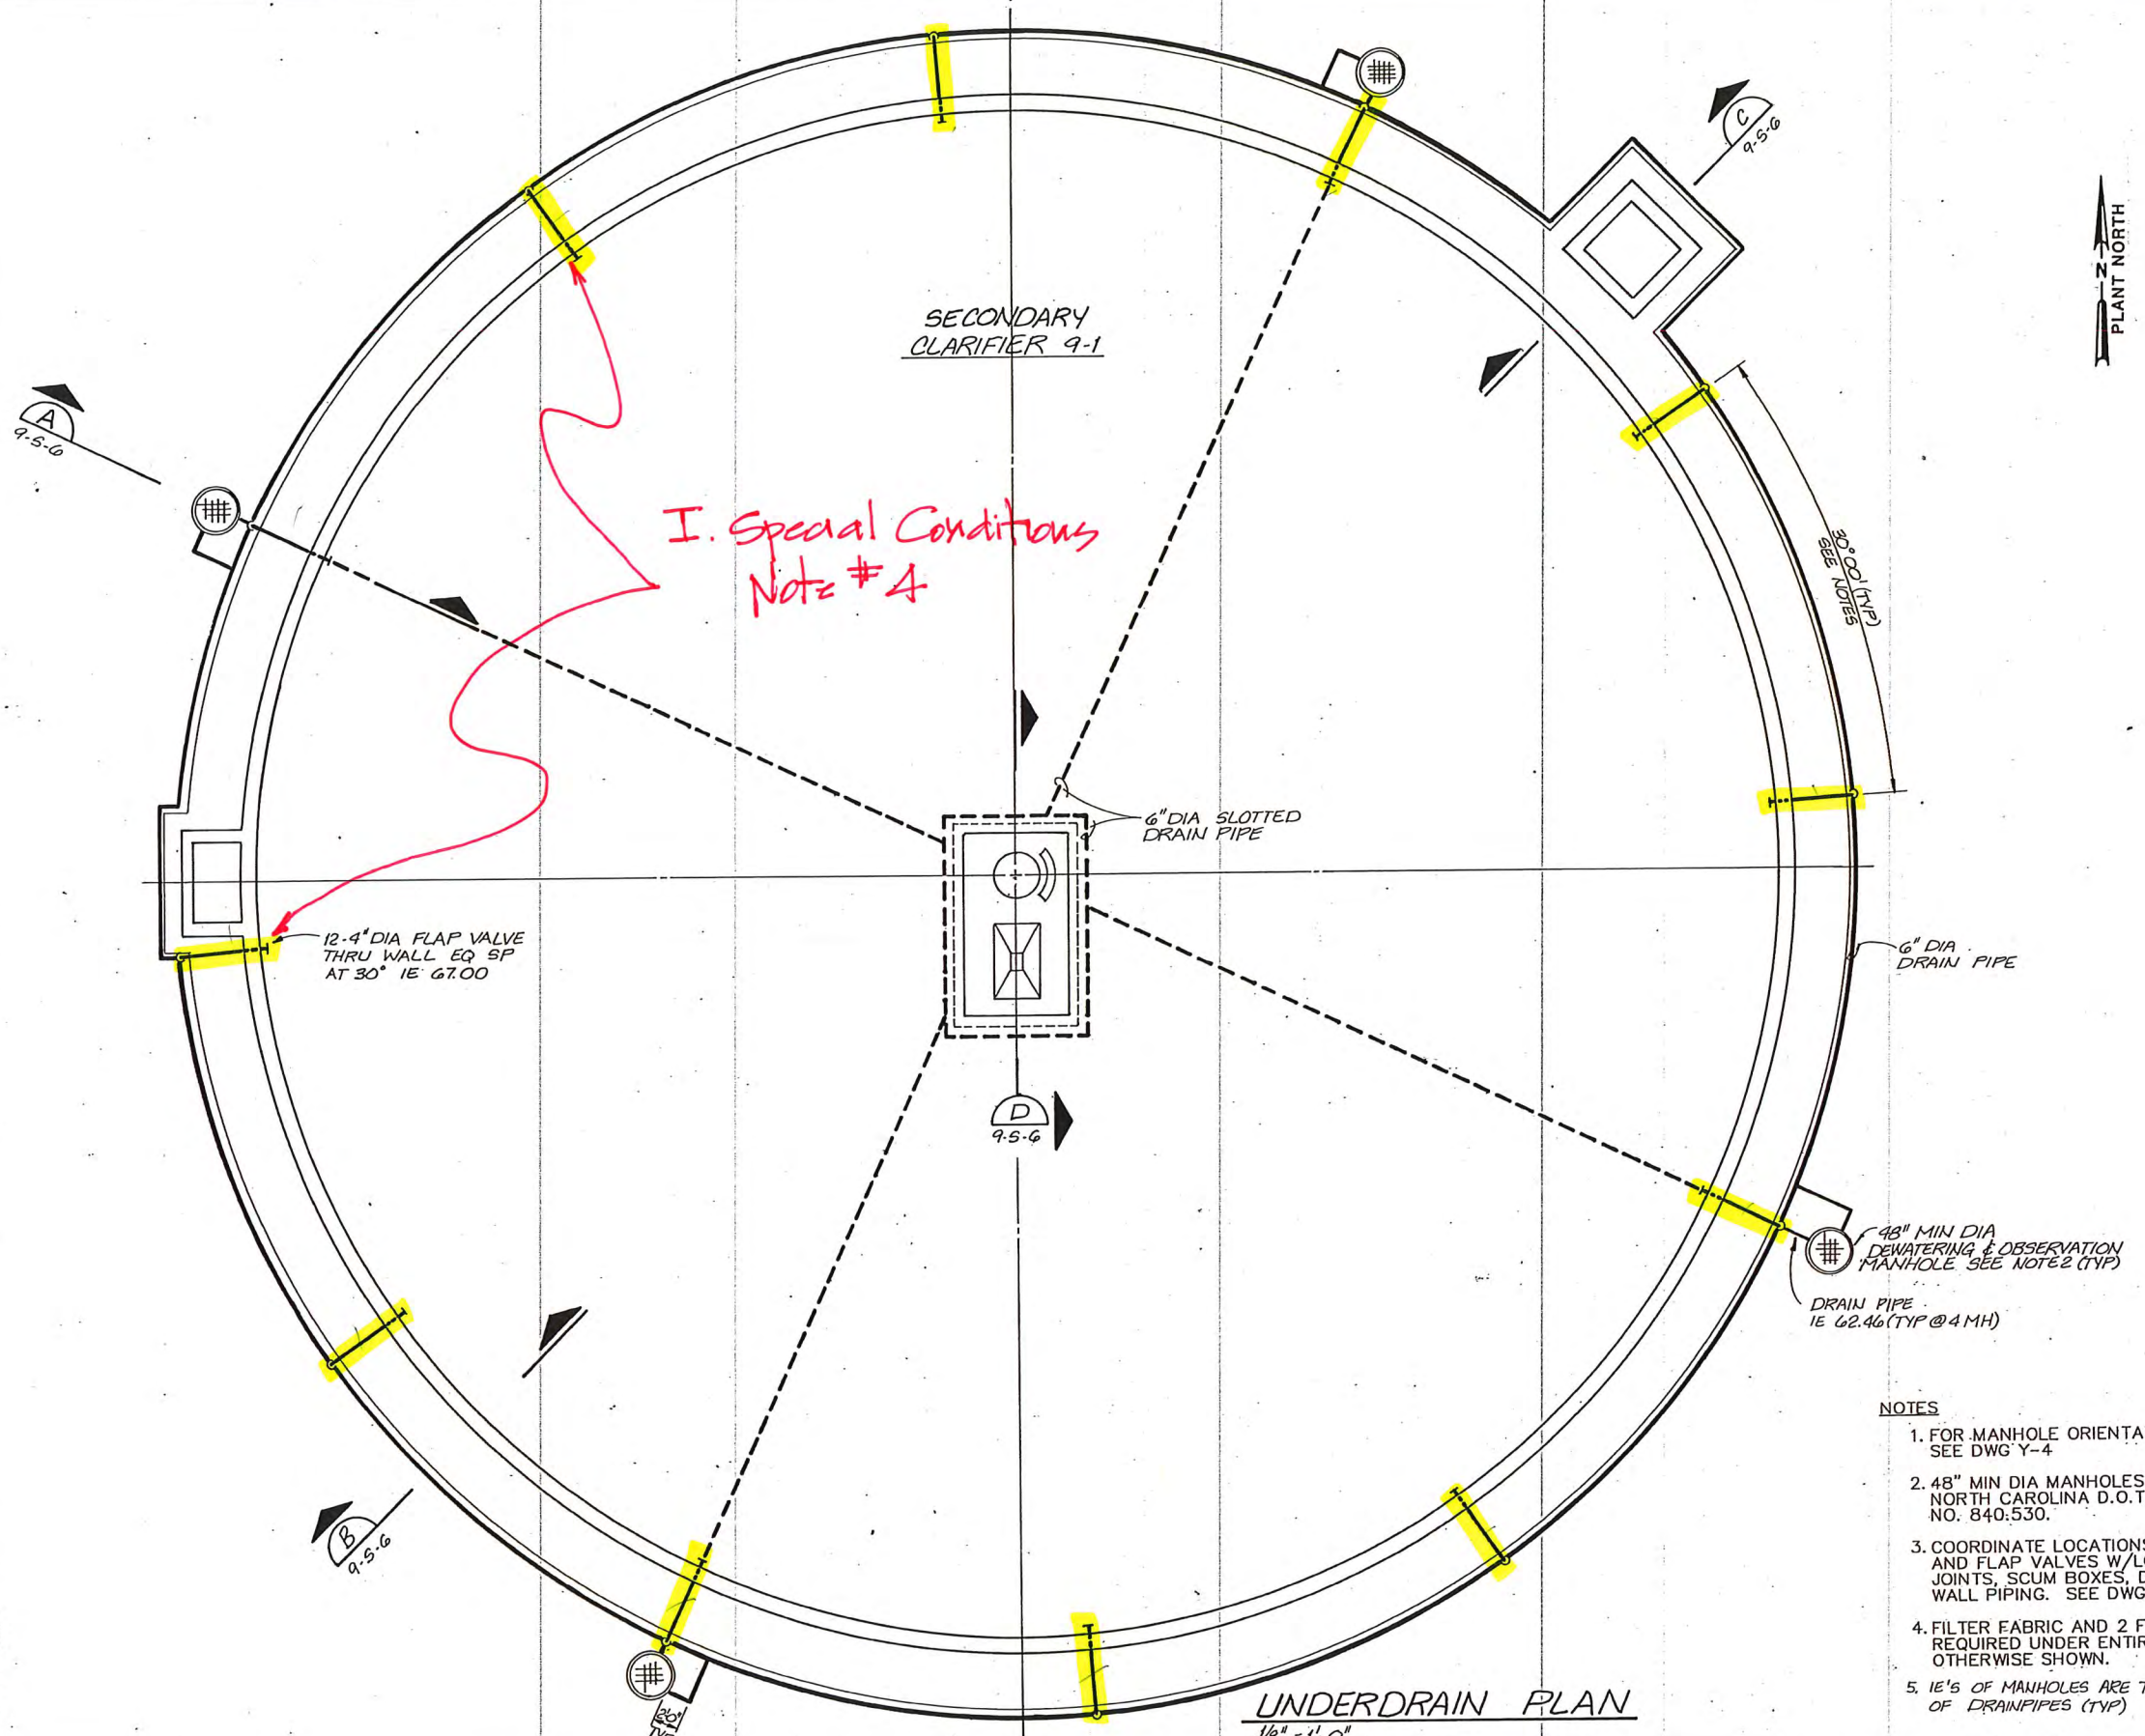 C
9-S-6
N
PLANT NORTH
SECONDARY
CLARIFIER 9-1
A
9-S-6
I. Special Conditions
Note #4
30°00' (TYP)
SEE NOTES
6" DIA SLOTTED
DRAIN PIPE
12-4" DIA FLAP VALVE
THRU WALL EQ SP
AT 30° IE 67.00
6" DIA
DRAIN PIPE
D
9-S-6
48" MIN DIA
DEWATERING & OBSERVATION
MANHOLE SEE NOTE 2 (TYP)
DRAIN PIPE
IE 62.46 (TYP @ 4 MH)
B
9-S-6
NOTES
1. FOR MANHOLE ORIENTA
SEE DWG Y-4
2. 48" MIN DIA MANHOLES
NORTH CAROLINA D.O.T
NO. 840.530.
3. COORDINATE LOCATIONS
AND FLAP VALVES W/L
JOINTS, SCUM BOXES, D
WALL PIPING. SEE DWG
4. FILTER FABRIC AND 2 F
REQUIRED UNDER ENTIR
OTHERWISE SHOWN.
5. IE'S OF MANHOLES ARE T
OF DRAINPIPES (TYP)
2'0"
UNDERDRAIN PLAN